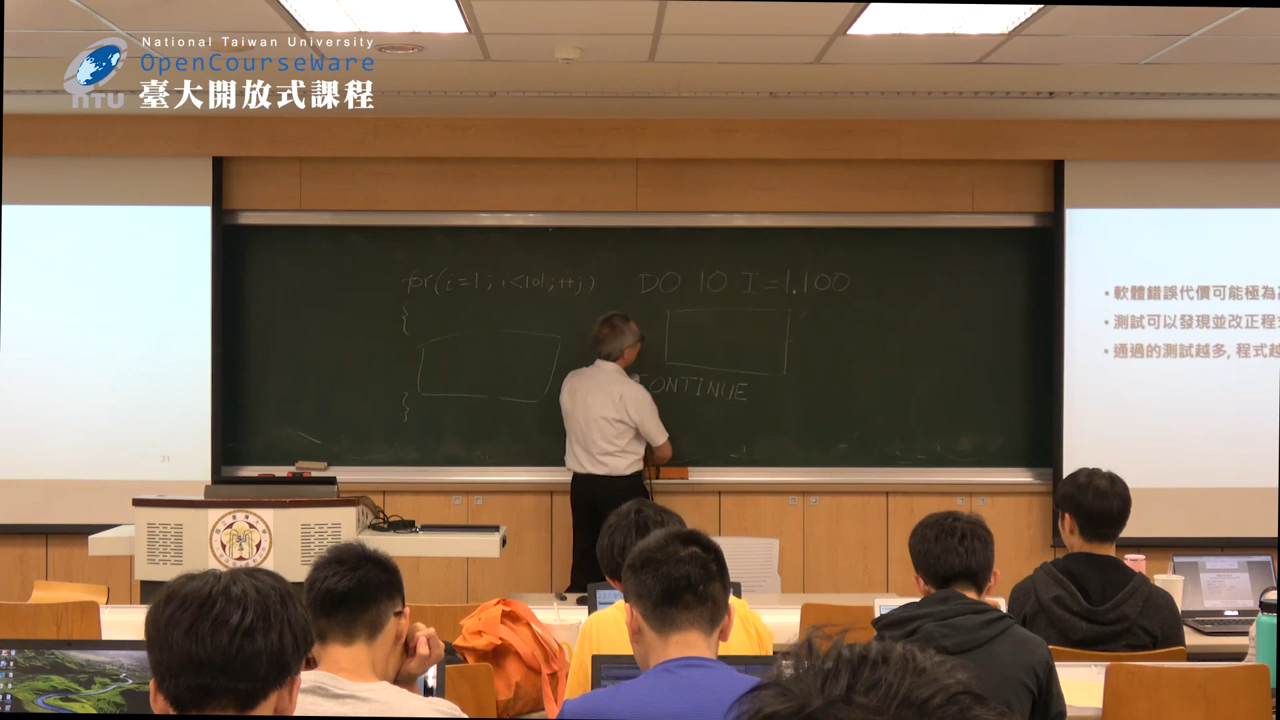 National Taiwan University
OpenCourseWare
NTU
臺大開放式課程
for(i=1; i<101; ++j)
{
}
DO 10 I=1.100
CONTINUE
31
• 軟體錯誤代價可能極為
• 測試可以發現並改正程
• 通過的測試越多, 程式越